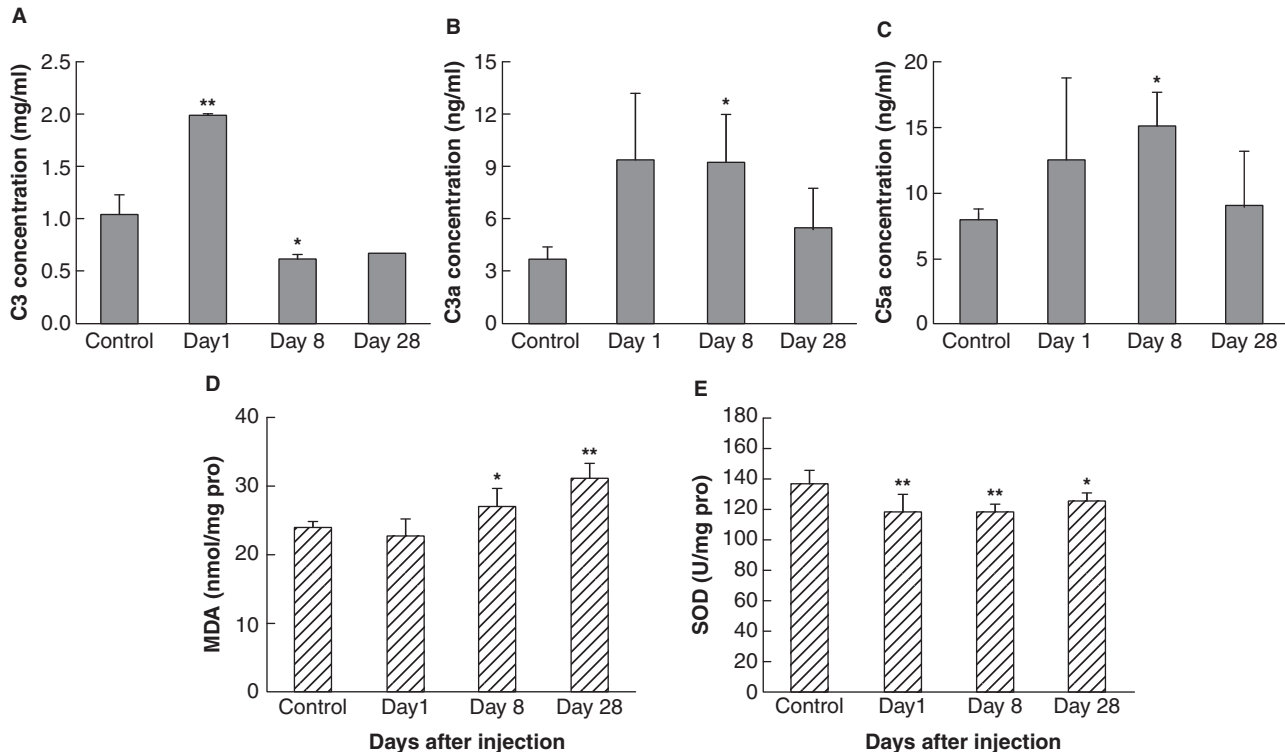 A
C3 concentration (mg/ml)
2.5
2.0
1.5
1.0
0.5
0.0
**
*
Control Day1 Day 8 Day 28
B
C3a concentration (ng/ml)
15
12
9
6
3
0
*
Control Day 1 Day 8 Day 28
C
C5a concentration (ng/ml)
20
15
10
5
0
*
Control Day 1 Day 8 Day 28
D
MDA (nmol/mg pro)
40
30
20
10
0
*
**
Control Day1 Day 8 Day 28
Days after injection
E
SOD (U/mg pro)
180
160
140
120
100
80
60
40
20
0
**
**
*
Control Day1 Day 8 Day 28
Days after injection